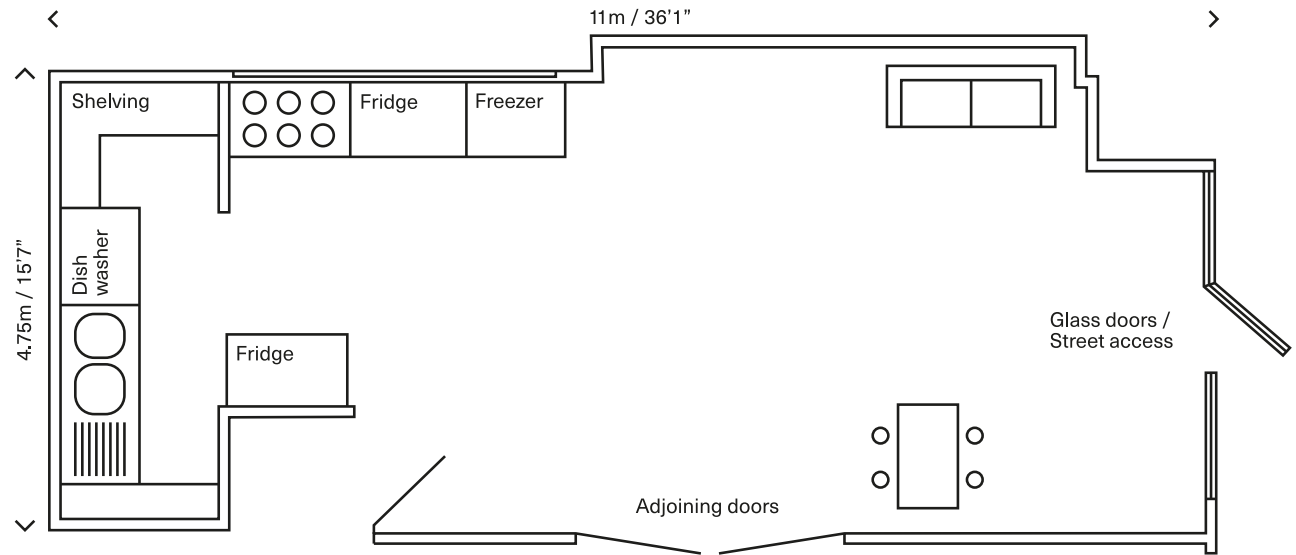 11m / 36’1”
Shelving
Fridge
Freezer
4.75m / 15’7”
Dish
washer
Fridge
Glass doors /
Street access
Adjoining doors